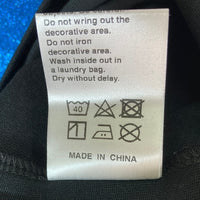 Do not wring out the
decorative area.
Do not iron
decorative area.
Wash inside out in
a laundry bag.
Dry without delay.
40
MADE IN CHINA